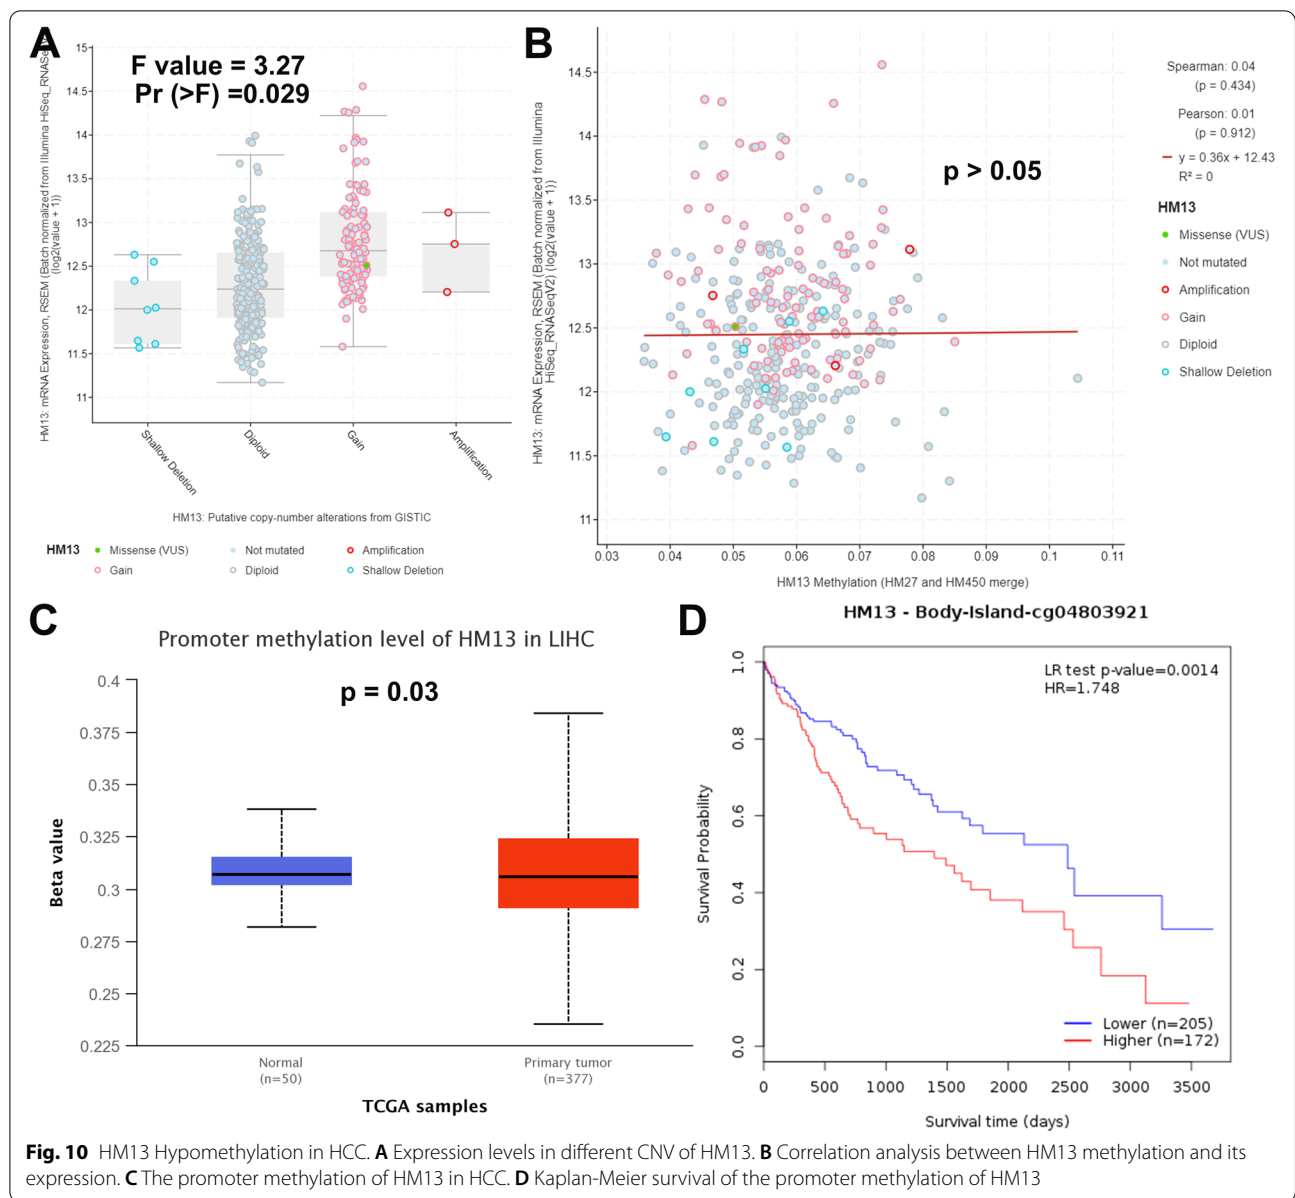 A
F value = 3.27
Pr (>F) =0.029
HM13: mRNA Expression, RSEM (Batch normalized from Illumina HiSeq_RNASeq
(log2(value + 1))
15
14.5
14
13.5
13
12.5
12
11.5
11
Shallow Deletion
Diploid
Gain
Amplification
HM13: Putative copy-number alterations from GISTIC
HM13
Missense (VUS)
Not mutated
Amplification
Gain
Diploid
Shallow Deletion
B
p > 0.05
HM13: mRNA Expression, RSEM (Batch normalized from Illumina
HiSeq_RNASeqV2) (log2(value + 1))
14.5
14
13.5
13
12.5
12
11.5
11
0.03
0.04
0.05
0.06
0.07
0.08
0.09
0.1
0.11
HM13 Methylation (HM27 and HM450 merge)
Spearman: 0.04
(p = 0.434)
Pearson: 0.01
(p = 0.912)
y = 0.36x + 12.43
R² = 0
HM13
Missense (VUS)
Not mutated
Amplification
Gain
Diploid
Shallow Deletion
C
Promoter methylation level of HM13 in LIHC
p = 0.03
Beta value
0.4
0.375
0.35
0.325
0.3
0.275
0.25
0.225
Normal
(n=50)
Primary tumor
(n=377)
TCGA samples
D
HM13 - Body-Island-cg04803921
LR test p-value=0.0014
HR=1.748
Survival Probability
1.0
0.8
0.6
0.4
0.2
0.0
Lower (n=205)
Higher (n=172)
0
500
1000
1500
2000
2500
3000
3500
Survival time (days)
Fig. 10 HM13 Hypomethylation in HCC. A Expression levels in different CNV of HM13. B Correlation analysis between HM13 methylation and its
expression. C The promoter methylation of HM13 in HCC. D Kaplan-Meier survival of the promoter methylation of HM13